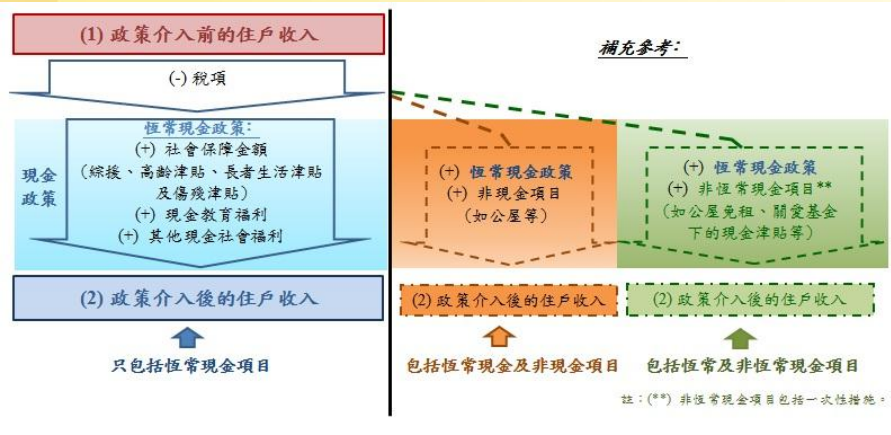 (1) 政策介入前的住戶收入
(-) 稅項
現金
政策
恆常現金政策:
(+) 社會保障金額
(綜援、高齡津貼、長者生活津貼
及傷殘津貼)
(+) 現金教育福利
(+) 其他現金社會福利
(2) 政策介入後的住戶收入
只包括恆常現金項目
補充參考:
(+) 恆常現金政策
(+) 非現金項目
(如公屋等)
(2) 政策介入後的住戶收入
包括恆常現金及非現金項目
(+) 恆常現金政策
(+) 非恆常現金項目**
(如公屋免租、關愛基金
下的現金津貼等)
(2) 政策介入後的住戶收入
包括恆常及非恆常現金項目
註：(**) 非恆常現金項目包括一次性措施。